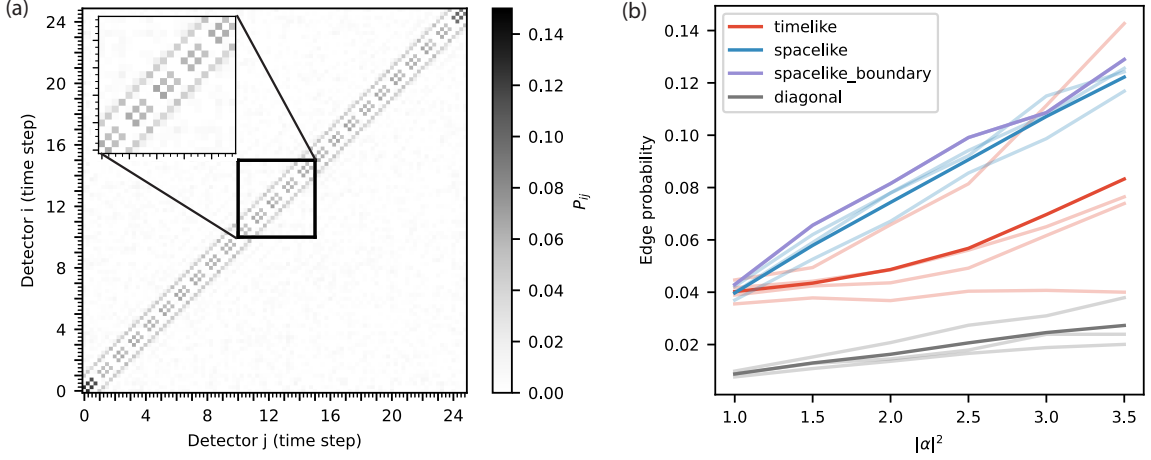 (a)
24
20
16
12
8
4
0
Detector i (time step)
0 4 8 12 16 20 24
Detector j (time step)
0.14
0.12
0.10
0.08
0.06
0.04
0.02
0.00
P_ij
(b)
timelike
spacelike
spacelike_boundary
diagonal
0.14
0.12
0.10
0.08
0.06
0.04
0.02
Edge probability
1.0 1.5 2.0 2.5 3.0 3.5
|α|²